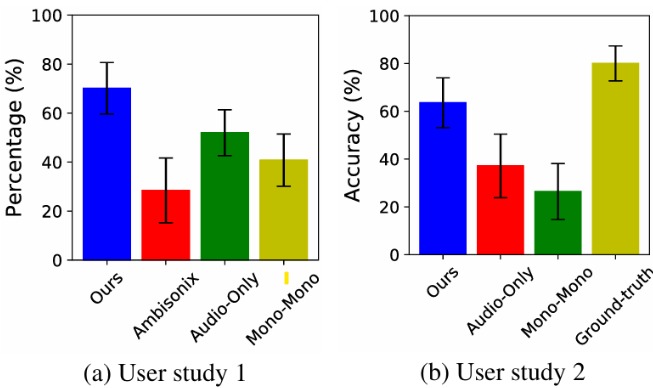 100
80
60
40
20
0
Percentage (%)
Ours
Ambisonix
Audio-Only
Mono-Mono
(a) User study 1
100
80
60
40
20
0
Accuracy (%)
Ours
Audio-Only
Mono-Mono
Ground-truth
(b) User study 2